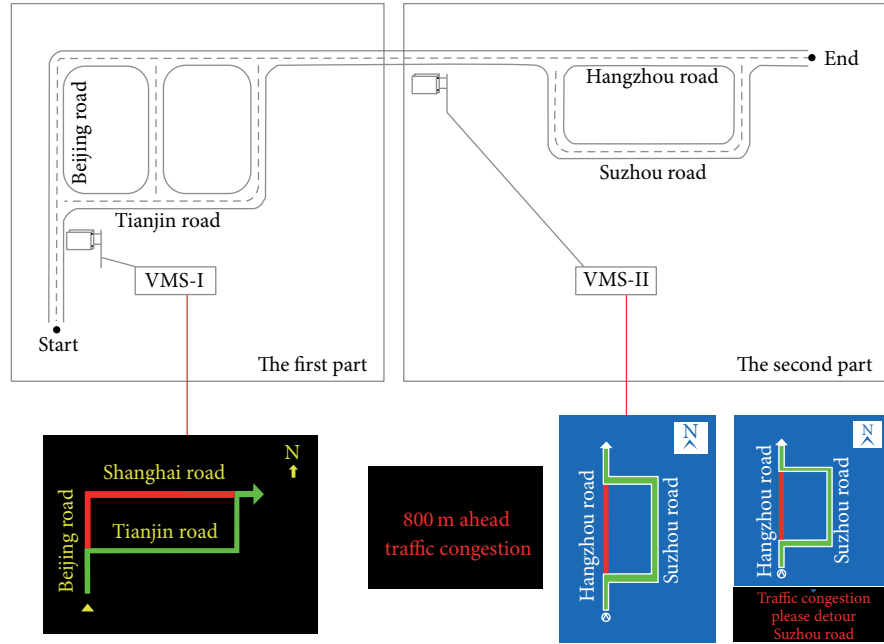 End
Hangzhou road
Beijing road
Suzhou road
Tianjin road
VMS-I
VMS-II
Start
The first part
The second part
N
Shanghai road
Beijing road
Tianjin road
800 m ahead
traffic congestion
N
Hangzhou road
Suzhou road
N
Hangzhou road
Suzhou road
Traffic congestion
please detour
Suzhou road